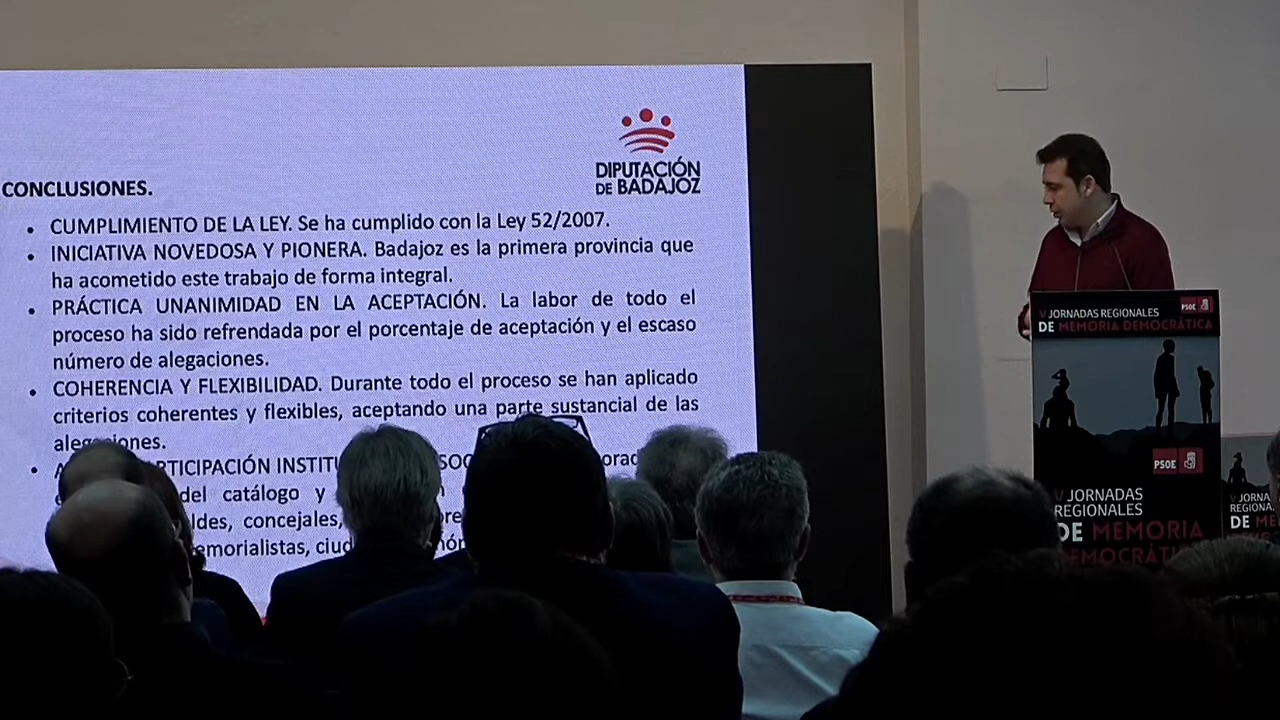 DIPUTACIÓN
DE BADAJOZ
CONCLUSIONES.
• CUMPLIMIENTO DE LA LEY. Se ha cumplido con la Ley 52/2007.
• INICIATIVA NOVEDOSA Y PIONERA. Badajoz es la primera provincia que
ha acometido este trabajo de forma integral.
• PRÁCTICA UNANIMIDAD EN LA ACEPTACIÓN. La labor de todo el
proceso ha sido refrendada por el porcentaje de aceptación y el escaso
número de alegaciones.
• COHERENCIA Y FLEXIBILIDAD. Durante todo el proceso se han aplicado
criterios coherentes y flexibles, aceptando una parte sustancial de las
alegaciones.
del catálogo y
concejales,
PSOE
V JORNADAS REGIONALES
DE MEMORIA DEMOCRÁTICA
PSOE
V JORNADAS
REGIONALES
DE MEMORIA
DEMOCRÁTICA